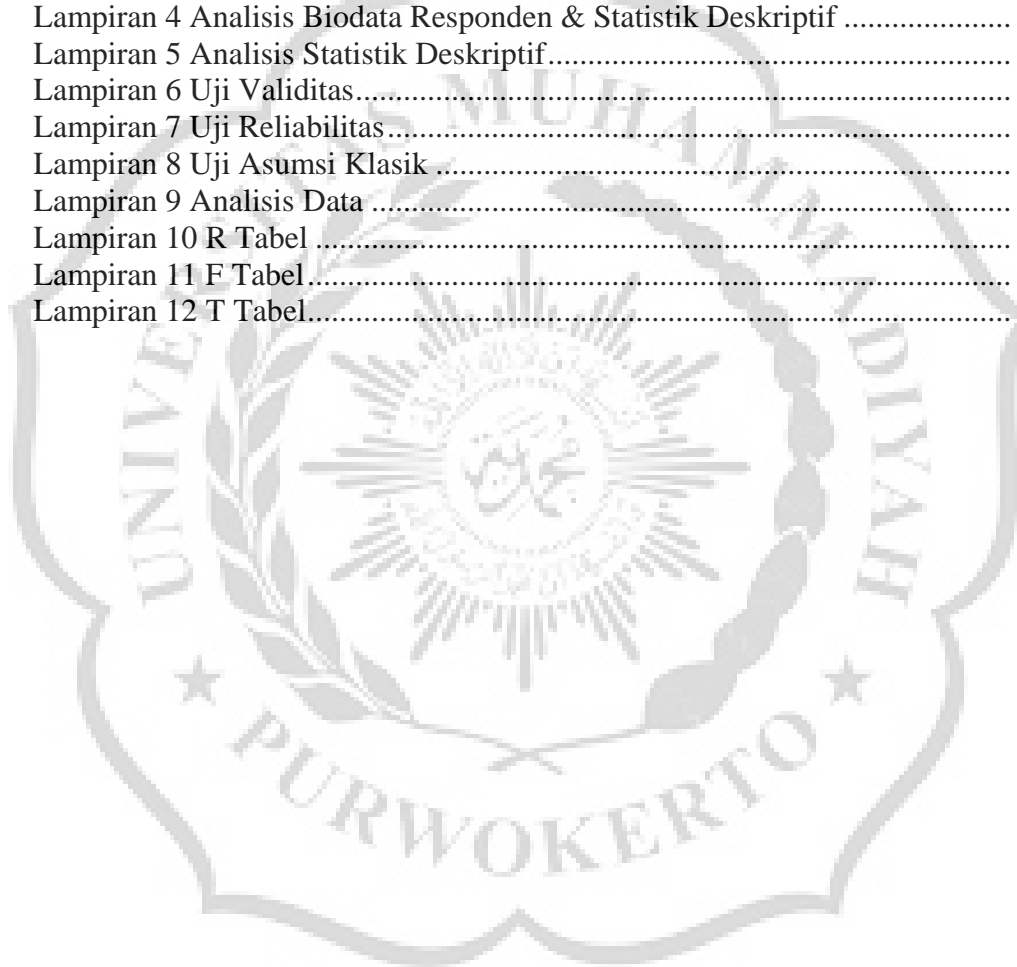 Lampiran 4 Analisis Biodata Responden & Statistik Deskriptif ....................
Lampiran 5 Analisis Statistik Deskriptif.........................................................
Lampiran 6 Uji Validitas................................................................................
Lampiran 7 Uji Reliabilitas............................................................................
Lampiran 8 Uji Asumsi Klasik ......................................................................
Lampiran 9 Analisis Data ..............................................................................
Lampiran 10 R Tabel .....................................................................................
Lampiran 11 F Tabel......................................................................................
Lampiran 12 T Tabel......................................................................................
UNIVERSITAS MUHAMMADIYAH
PURWOKERTO